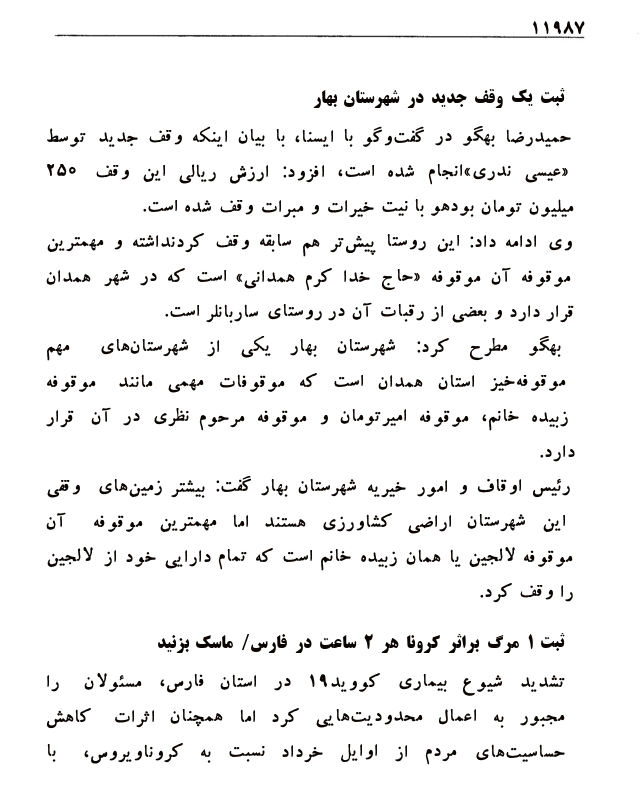 ۱۱۹۸۷
ثبت یک وقف جدید در شهرستان بهار
حمیدرضا بهگو در گفت‌وگو با ایسنا، با بیان اینکه وقف جدید توسط
«عیسی ندری»انجام شده است، افزود: ارزش ریالی این وقف ۲۵۰
میلیون تومان بودهو با نیت خیرات و مبرات وقف شده است.
وی ادامه داد: این روستا پیش‌تر هم سابقه وقف کردنداشته و مهمترین
موقوفه آن موقوفه «حاج خدا کرم همدانی» است که در شهر همدان
قرار دارد و بعضی از رقبات آن در روستای ساربانلر است.
بهگو مطرح کرد: شهرستان بهار یکی از شهرستان‌های مهم
موقوفه‌خیز استان همدان است که موقوفات مهمی مانند موقوفه
زبیده خانم، موقوفه امیرتومان و موقوفه مرحوم نظری در آن قرار
دارد.
رئیس اوقاف و امور خیریه شهرستان بهار گفت: بیشتر زمین‌های وقفی
این شهرستان اراضی کشاورزی هستند اما مهمترین موقوفه آن
موقوفه لالجین یا همان زبیده خانم است که تمام دارایی خود از لالجین
را وقف کرد.
ثبت ۱ مرگ براثر کرونا هر ۲ ساعت در فارس/ ماسک بزنید
تشدید شیوع بیماری کووید۱۹ در استان فارس، مسئولان را
مجبور به اعمال محدودیت‌هایی کرد اما همچنان اثرات کاهش
حساسیت‌های مردم از اوایل خرداد نسبت به کروناویروس، با